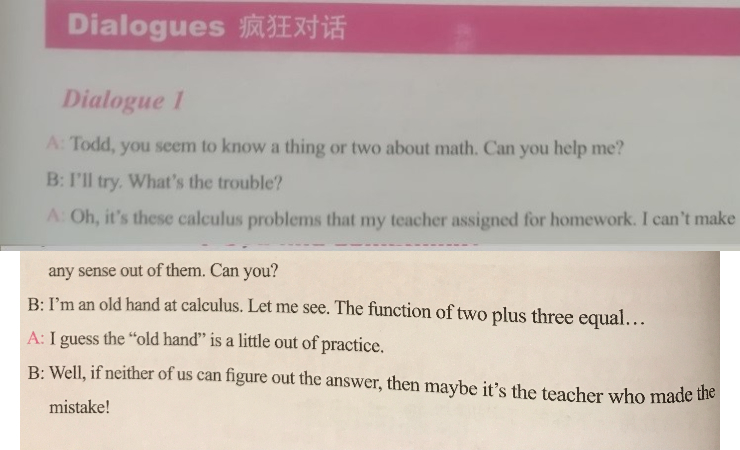 Dialogues 疯狂对话
Dialogue 1
A: Todd, you seem to know a thing or two about math. Can you help me?
B: I'll try. What's the trouble?
A: Oh, it's these calculus problems that my teacher assigned for homework. I can't make
any sense out of them. Can you?
B: I'm an old hand at calculus. Let me see. The function of two plus three equal…
A: I guess the “old hand” is a little out of practice.
B: Well, if neither of us can figure out the answer, then maybe it's the teacher who made the
mistake!